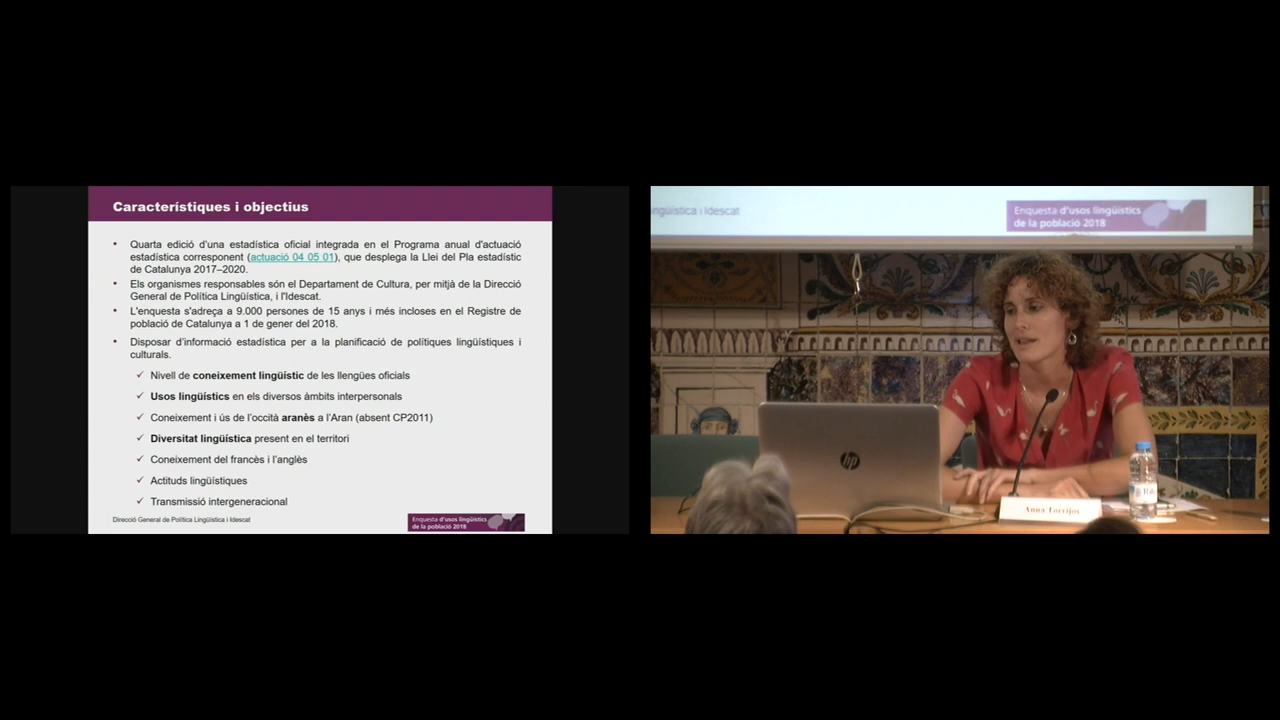 Característiques i objectius
• Quarta edició d'una estadística oficial integrada en el Programa anual d'actuació
estadística corresponent (actuació 04 05 01), que desplega la Llei del Pla estadístic
de Catalunya 2017–2020.
• Els organismes responsables són el Departament de Cultura, per mitjà de la Direcció
General de Política Lingüística, i l'Idescat.
• L'enquesta s'adreça a 9.000 persones de 15 anys i més incloses en el Registre de
població de Catalunya a 1 de gener del 2018.
• Disposar d'informació estadística per a la planificació de polítiques lingüístiques i
culturals.
✓ Nivell de coneixement lingüístic de les llengües oficials
✓ Usos lingüístics en els diversos àmbits interpersonals
✓ Coneixement i ús de l'occità aranès a l'Aran (absent CP2011)
✓ Diversitat lingüística present en el territori
✓ Coneixement del francès i l'anglès
✓ Actituds lingüístiques
✓ Transmissió intergeneracional
Direcció General de Política Lingüística i Idescat
Enquesta d'usos lingüístics
de la població 2018
ingüística i Idescat
Enquesta d'usos lingüístics
de la població 2018
hp
Anna Torrijos